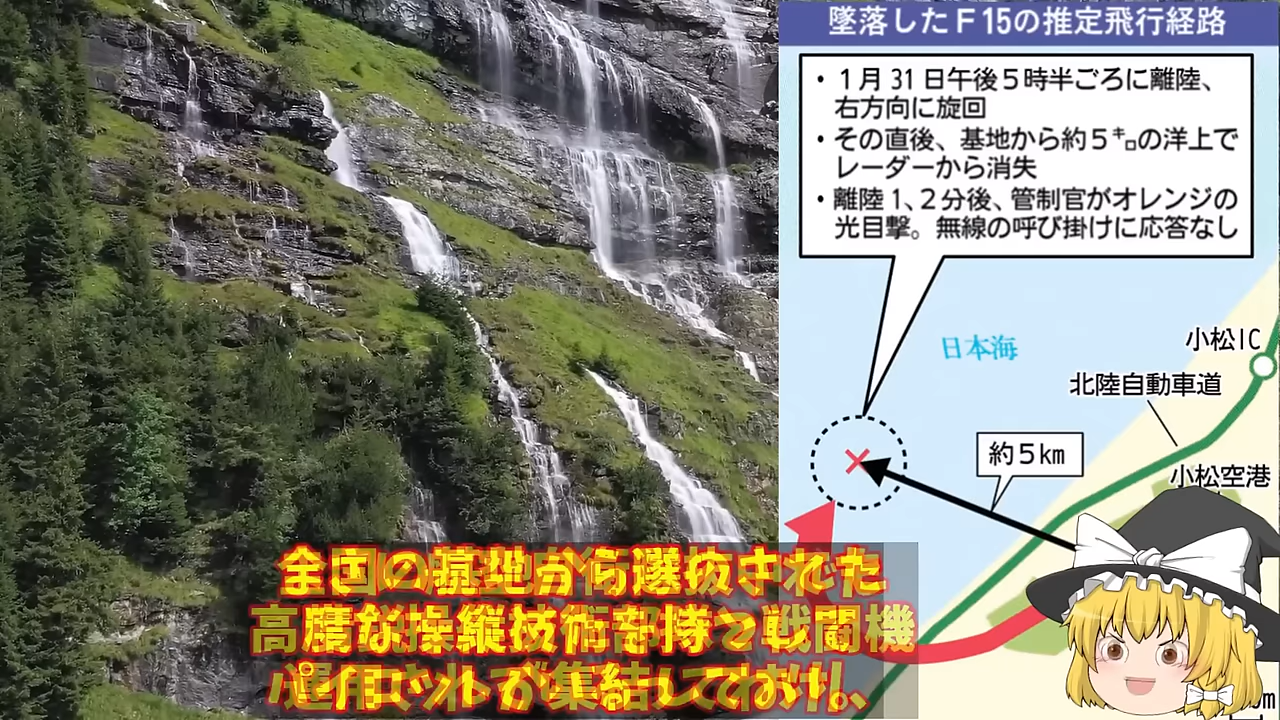 墜落したF15の推定飛行経路
・1月31日午後5時半ごろに離陸、
右方向に旋回
・その直後、基地から約5㌔の洋上で
レーダーから消失
・離陸1、2分後、管制官がオレンジの
光目撃。無線の呼び掛けに応答なし
日本海
小松IC
北陸自動車道
約5km
小松空港
全国の基地から選抜された
高度な操縦技術を持つ戦闘機
パイロットが集結しており、